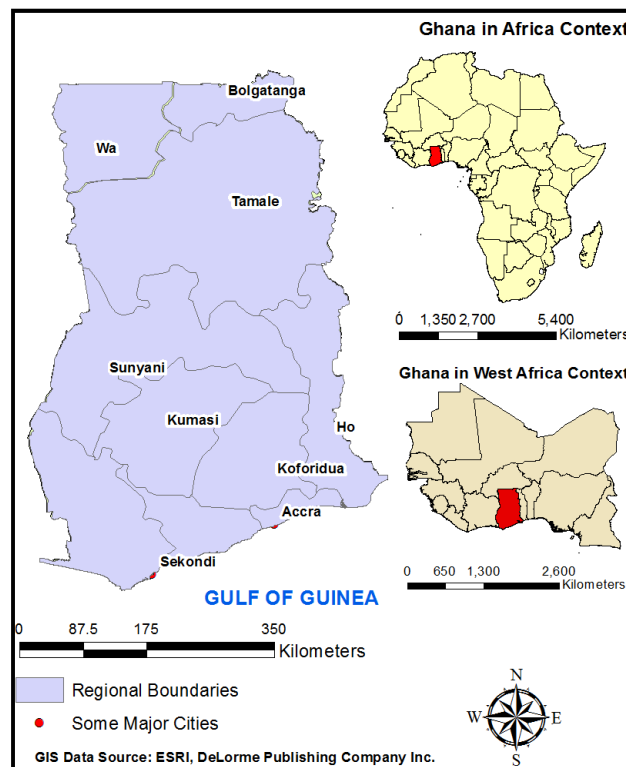 Ghana in Africa Context
Bolgatanga
Wa
Tamale
0 1,350 2,700 5,400
Kilometers
Ghana in West Africa Context
Sunyani
Kumasi
Ho
Koforidua
Accra
Sekondi
GULF OF GUINEA
0 650 1,300 2,600
Kilometers
0 87.5 175 350
Kilometers
Regional Boundaries
Some Major Cities
N
W E
S
GIS Data Source: ESRI, DeLorme Publishing Company Inc.